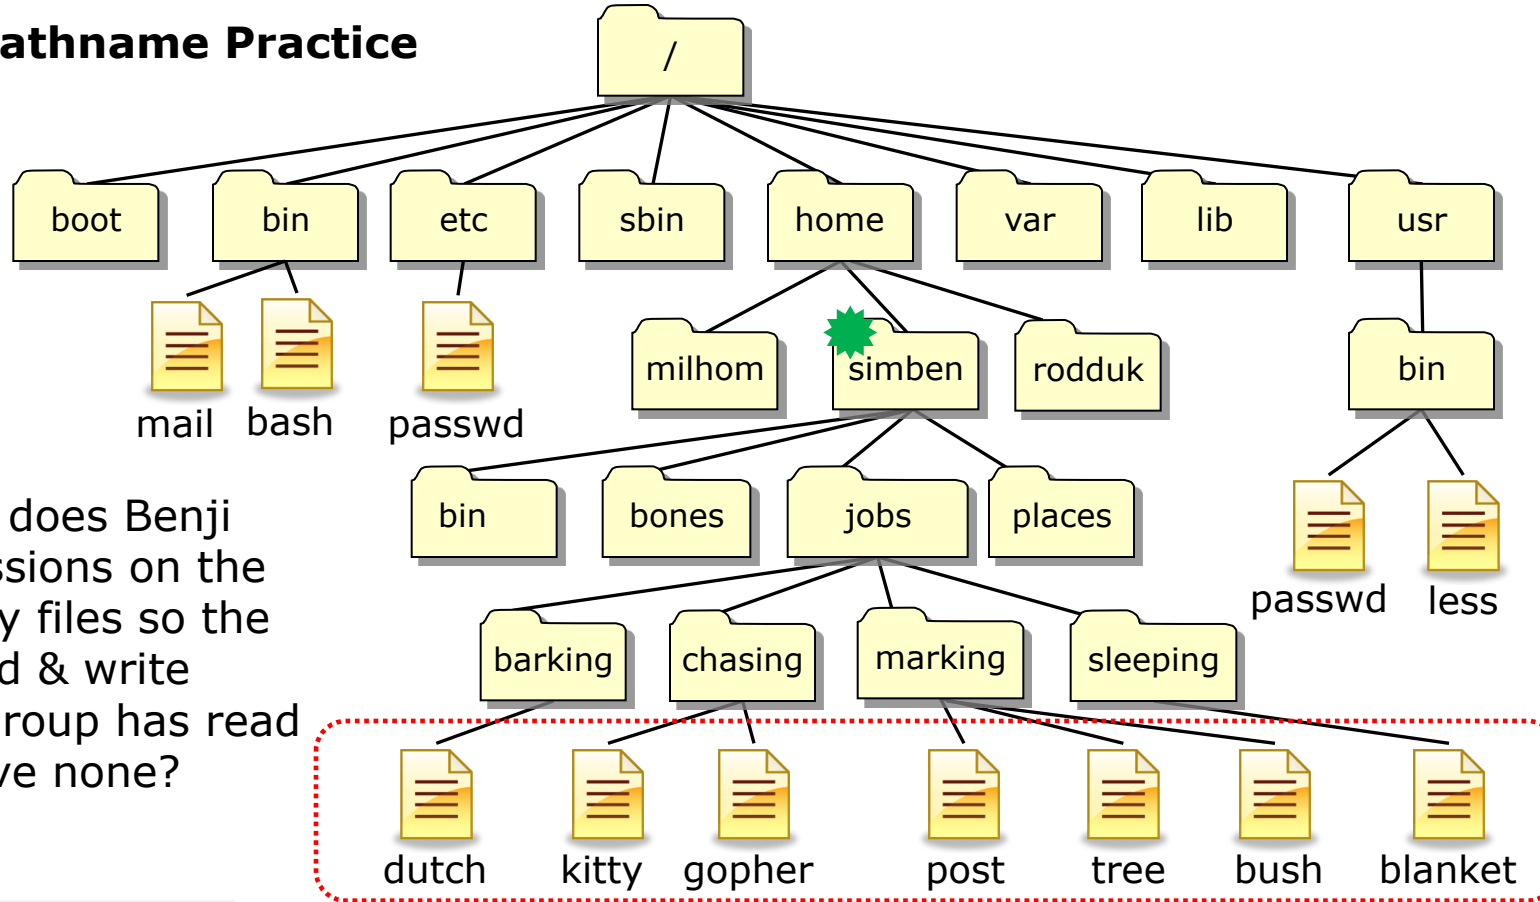 athname Practice
/
boot bin etc sbin home var lib usr
mail bash passwd
milhom simben rodduk bin
bin bones jobs places
passwd less
does Benji
ssions on the
y files so the
d & write
roup has read
ve none?
barking chasing marking sleeping
dutch kitty gopher post tree bush blanket